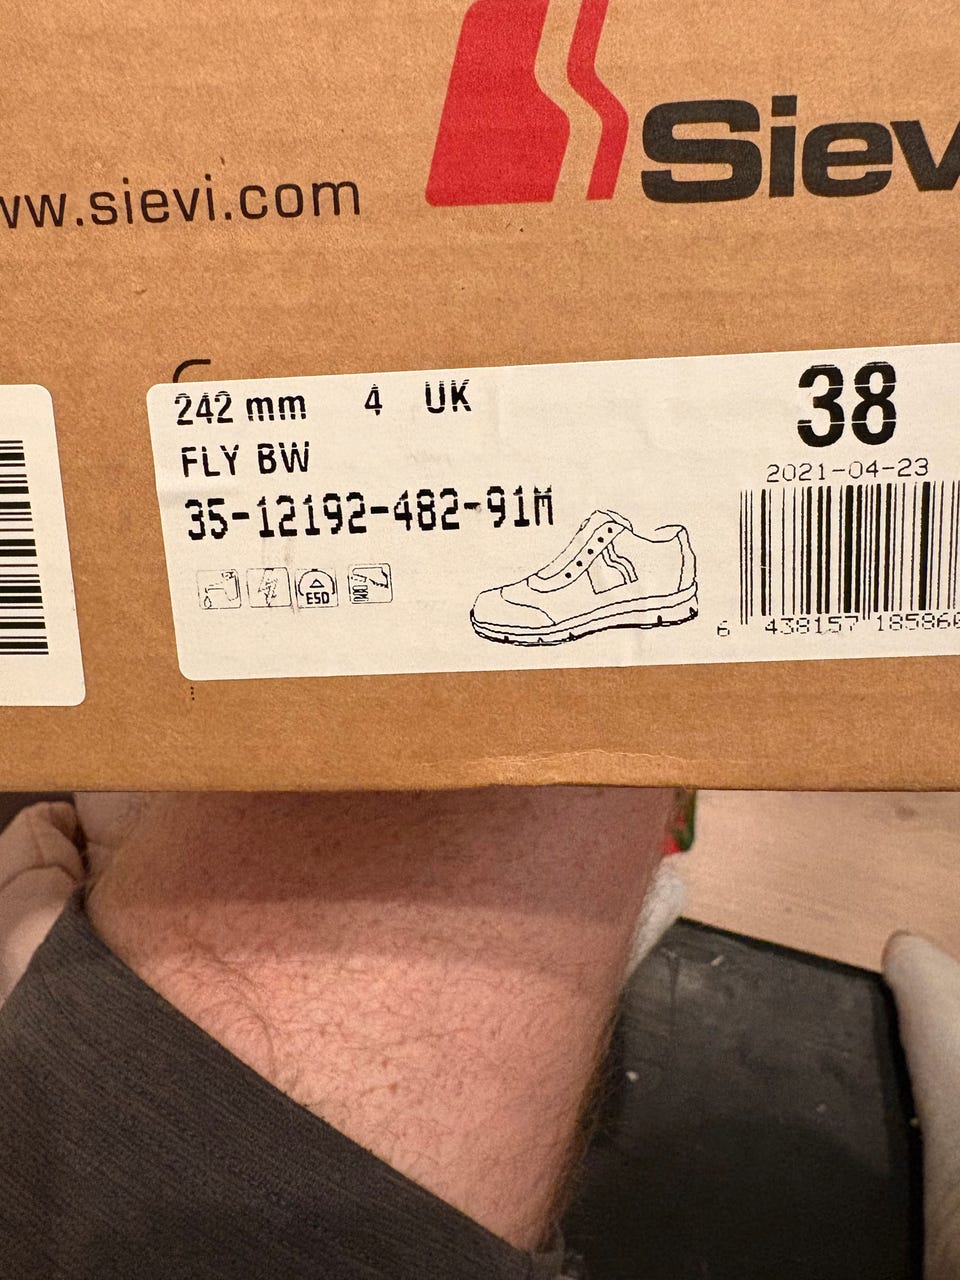 ww.sievi.com
Siev
242 mm 4 UK
38
FLY BW
2021-04-23
35-12192-482-91M
ESD
6 438157 18586